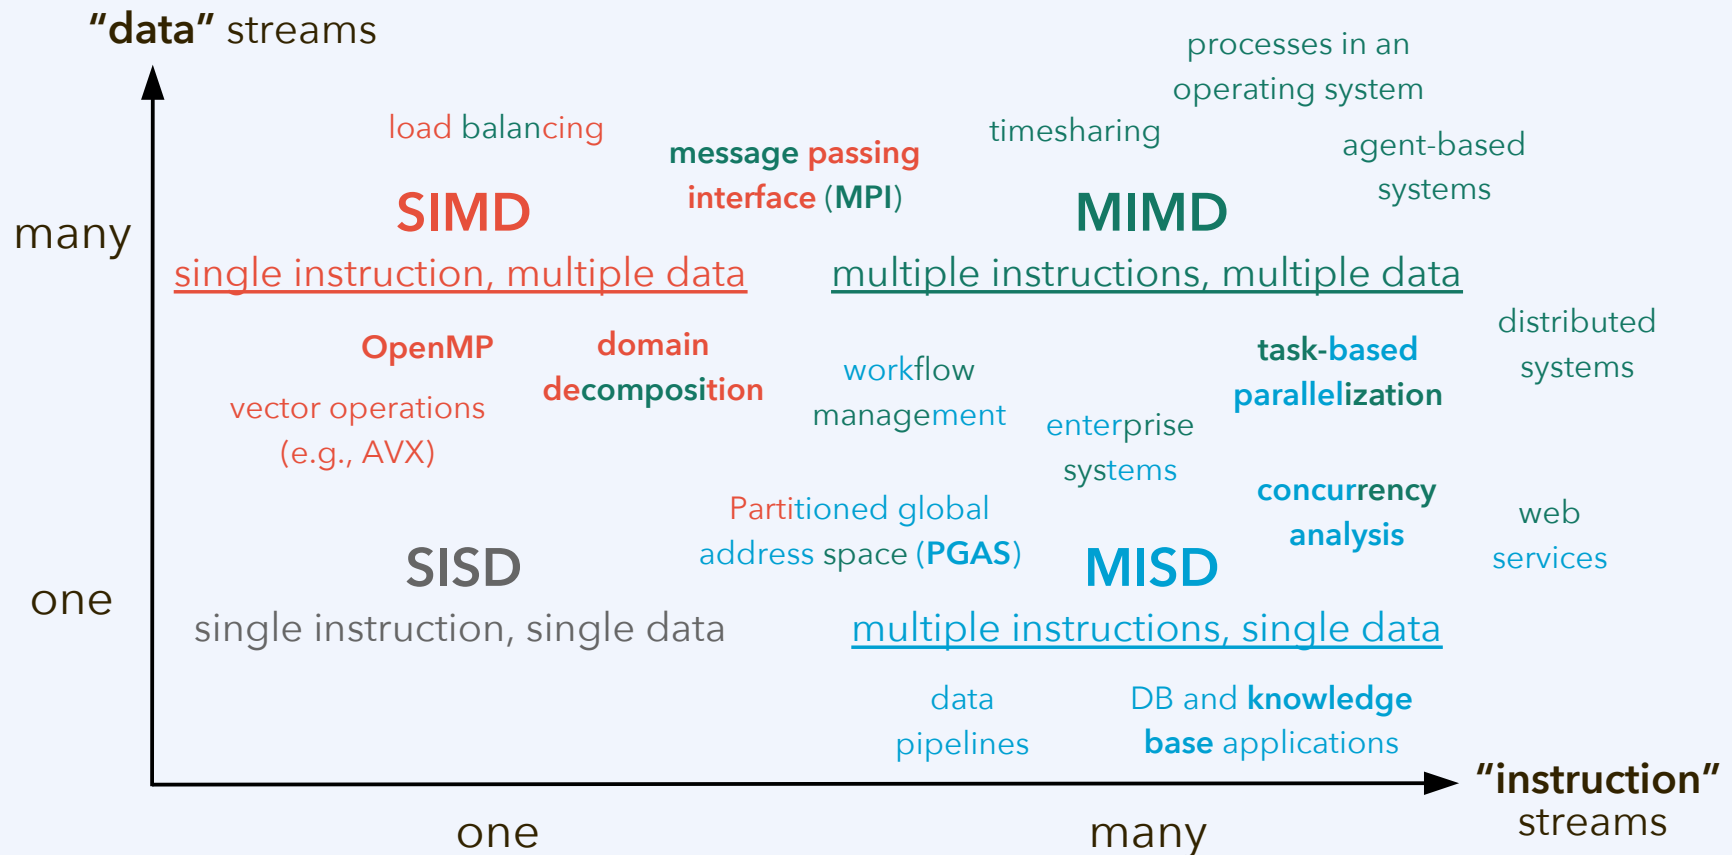 “data” streams
processes in an
operating system
load balancing
timesharing
message passing
interface (MPI)
agent-based
systems
many
SIMD
MIMD
single instruction, multiple data
multiple instructions, multiple data
OpenMP
domain
decomposition
vector operations
(e.g., AVX)
workflow
management
task-based
parallelization
distributed
systems
enterprise
systems
Partitioned global
address space (PGAS)
concurrency
analysis
web
services
one
SISD
MISD
single instruction, single data
multiple instructions, single data
data
pipelines
DB and knowledge
base applications
“instruction”
streams
one
many